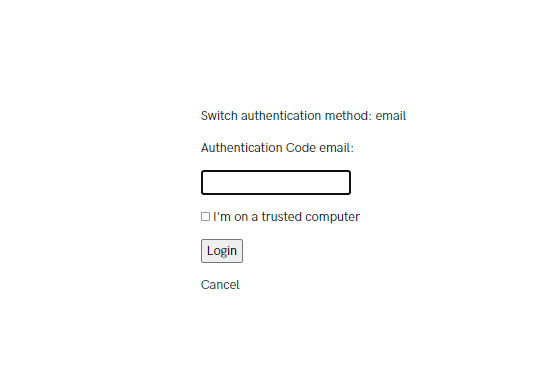 Switch authentication method: email
Authentication Code email:
I'm on a trusted computer
Login
Cancel